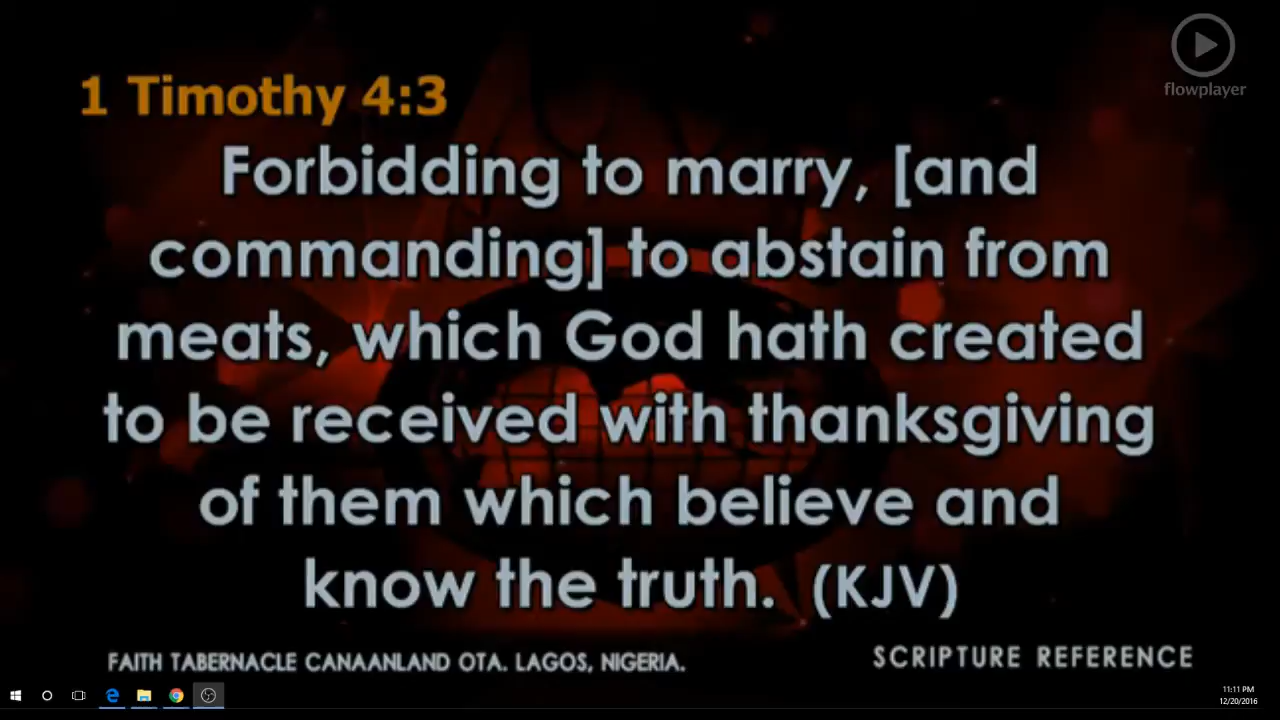 flowplayer
1 Timothy 4:3
Forbidding to marry, [and
commanding] to abstain from
meats, which God hath created
to be received with thanksgiving
of them which believe and
know the truth. (KJV)
FAITH TABERNACLE CANAANLAND OTA. LAGOS, NIGERIA.
SCRIPTURE REFERENCE
11:11 PM
12/20/2016